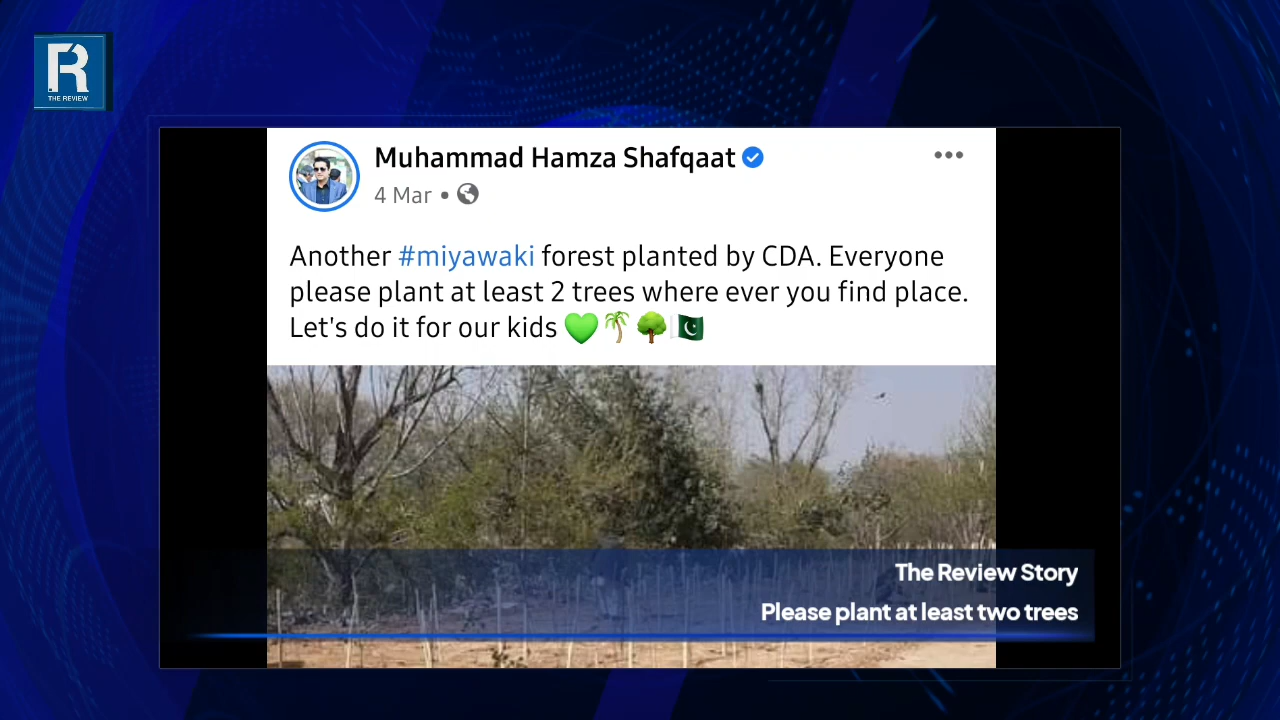 R
THE REVIEW
Muhammad Hamza Shafqaat
4 Mar •
Another #miyawaki forest planted by CDA. Everyone
please plant at least 2 trees where ever you find place.
Let's do it for our kids 💚🌴🌳🇵🇰
The Review Story
Please plant at least two trees